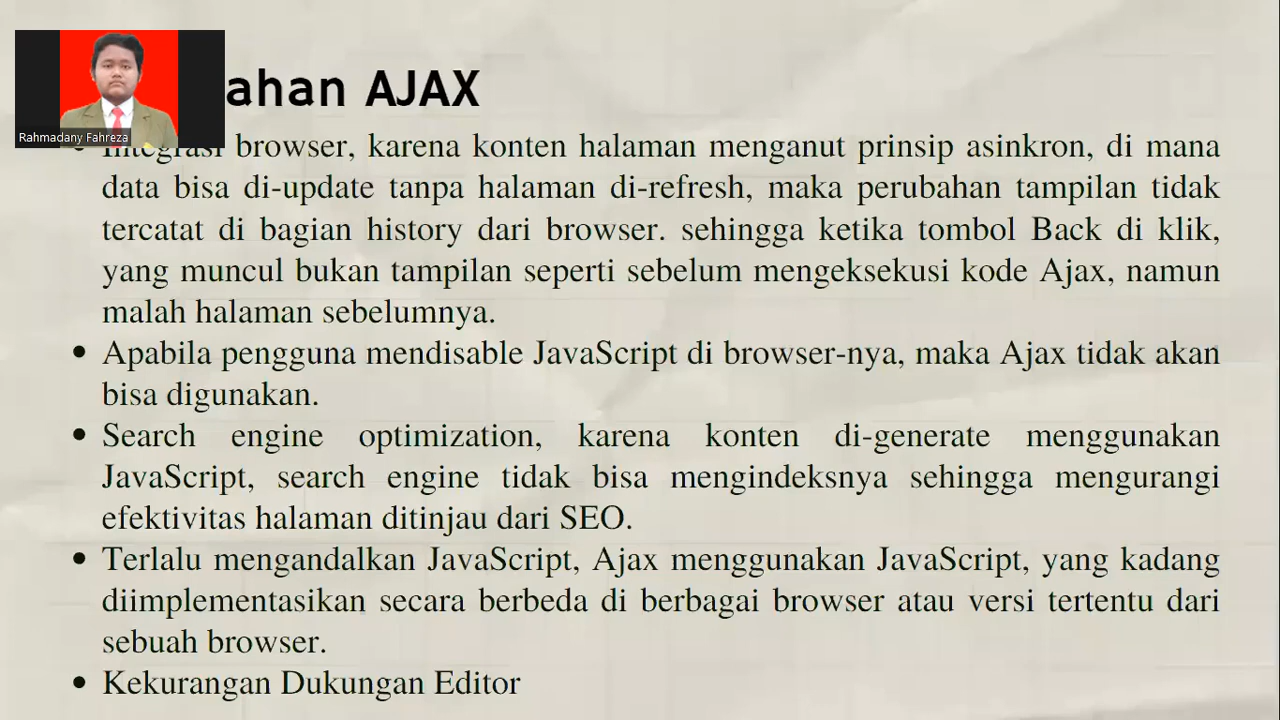 ahan AJAX
Rahmadany Fahreza
Integrasi browser, karena konten halaman menganut prinsip asinkron, di mana
data bisa di-update tanpa halaman di-refresh, maka perubahan tampilan tidak
tercatat di bagian history dari browser. sehingga ketika tombol Back di klik,
yang muncul bukan tampilan seperti sebelum mengeksekusi kode Ajax, namun
malah halaman sebelumnya.
• Apabila pengguna mendisable JavaScript di browser-nya, maka Ajax tidak akan
bisa digunakan.
• Search engine optimization, karena konten di-generate menggunakan
JavaScript, search engine tidak bisa mengindeksnya sehingga mengurangi
efektivitas halaman ditinjau dari SEO.
• Terlalu mengandalkan JavaScript, Ajax menggunakan JavaScript, yang kadang
diimplementasikan secara berbeda di berbagai browser atau versi tertentu dari
sebuah browser.
• Kekurangan Dukungan Editor